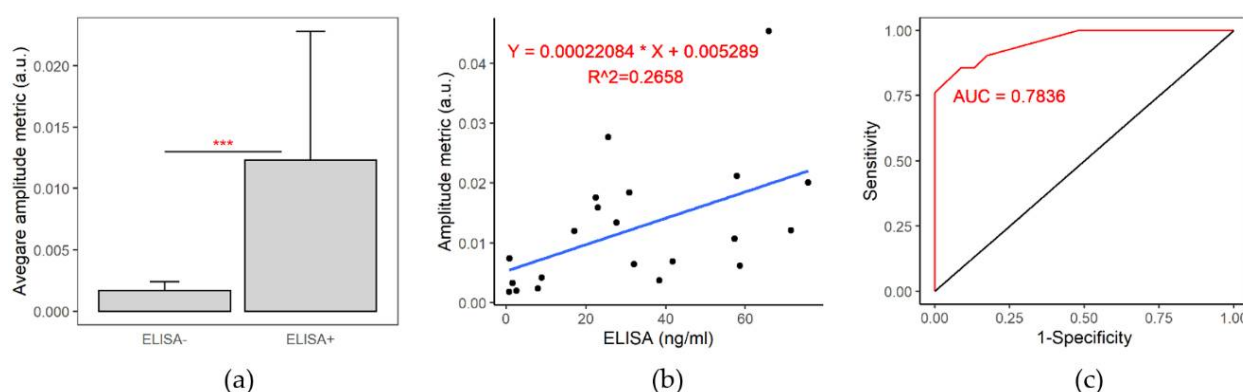 Avegare amplitude metric (a.u.)
0.020
0.015
0.010
0.005
0.000
***
ELISA-
ELISA+
(a)
Amplitude metric (a.u.)
0.04
0.03
0.02
0.01
0.00
Y = 0.00022084 * X + 0.005289
R^2=0.2658
0
20
40
60
ELISA (ng/ml)
(b)
Sensitivity
1.00
0.75
0.50
0.25
0.00
AUC = 0.7836
0.00
0.25
0.50
0.75
1.00
1-Specificity
(c)